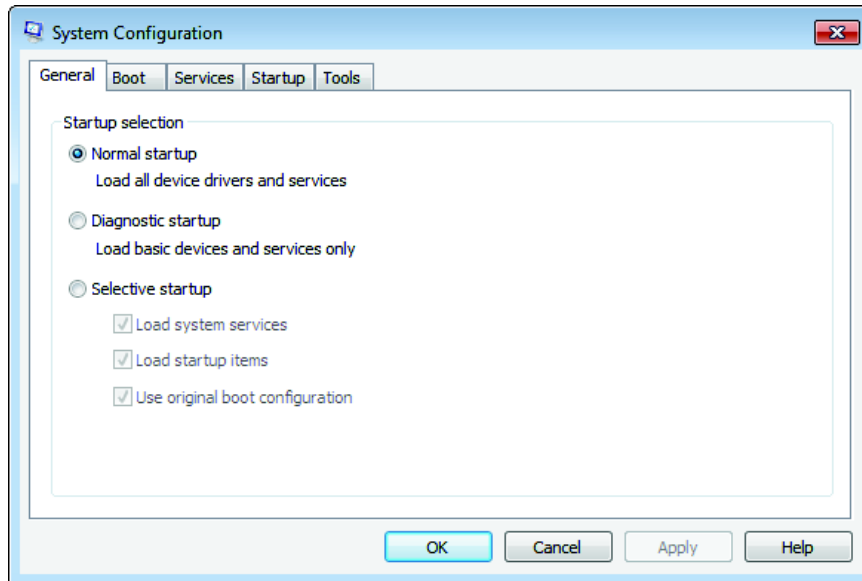 System Configuration
General Boot Services Startup Tools
Startup selection
Normal startup
Load all device drivers and services
Diagnostic startup
Load basic devices and services only
Selective startup
Load system services
Load startup items
Use original boot configuration
OK Cancel Apply Help